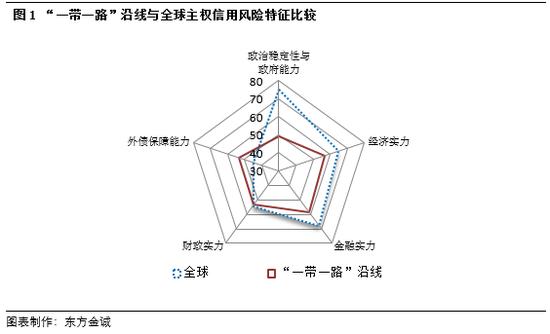 图1 “一带一路”沿线与全球主权信用风险特征比较
政治稳定性与
政府能力
80
70
60
50
40
30
外债保障能力
经济实力
财政实力
金融实力
全球
“一带一路”沿线
图表制作：东方金诚